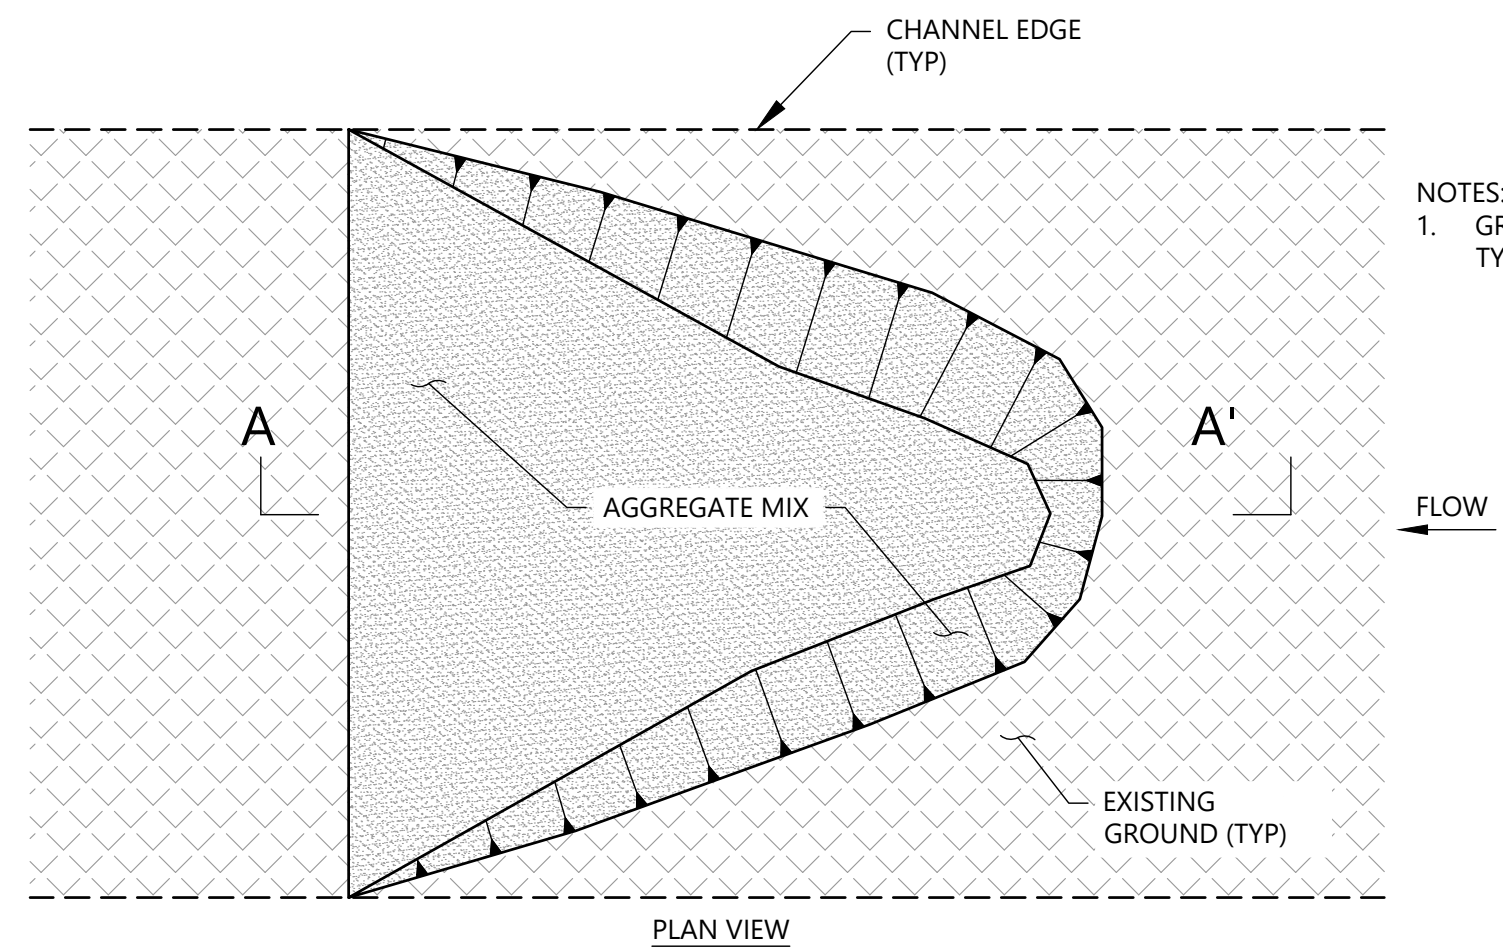 CHANNEL EDGE
(TYP)
NOTES:
1.
A
A'
AGGREGATE MIX
FLOW
EXISTING
GROUND (TYP)
PLAN VIEW